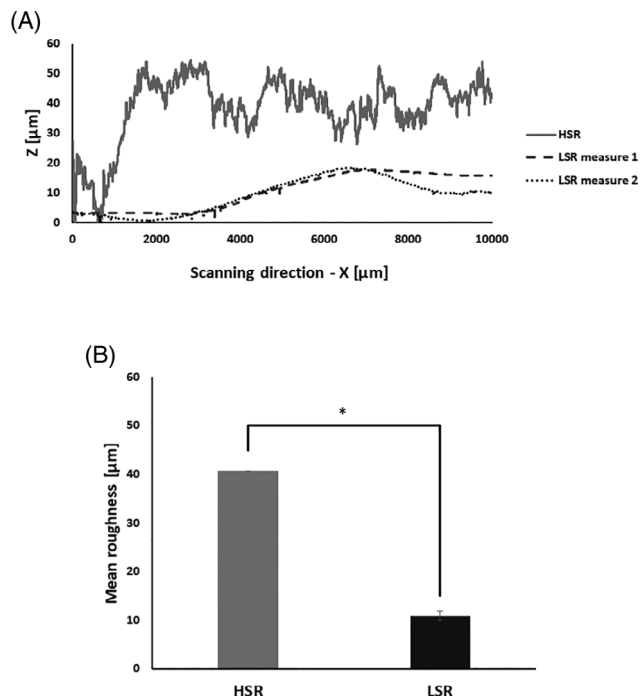 (A)
60
50
40
30
20
10
0
Z [µm]
0 2000 4000 6000 8000 10000
Scanning direction - X [µm]
HSR
LSR measure 1
LSR measure 2
(B)
60
50
40
30
20
10
0
Mean roughness [µm]
*
HSR LSR